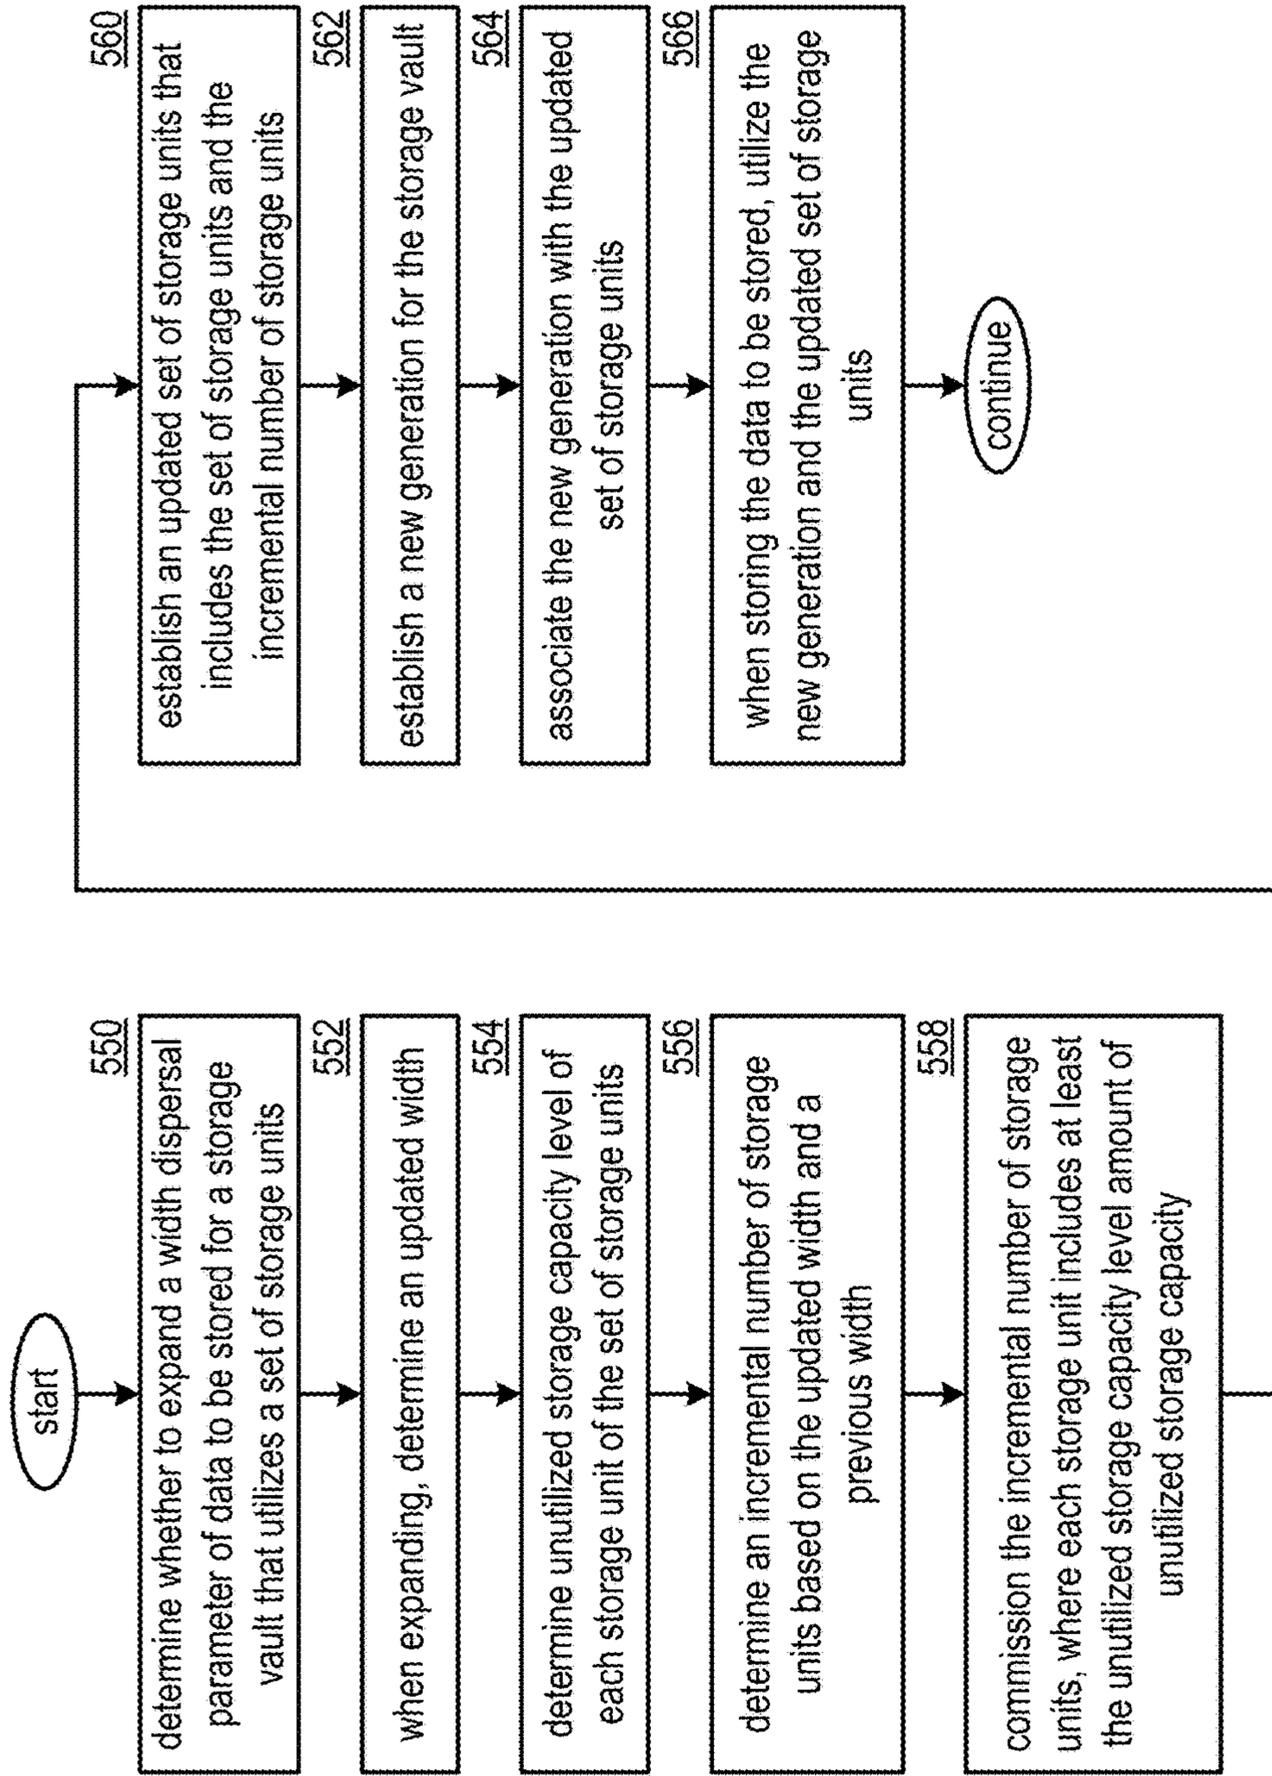 start
550
determine whether to expand a width dispersal
parameter of data to be stored for a storage
vault that utilizes a set of storage units
552
when expanding, determine an updated width
554
determine unutilized storage capacity level of
each storage unit of the set of storage units
556
determine an incremental number of storage
units based on the updated width and a
previous width
558
commission the incremental number of storage
units, where each storage unit includes at least
the unutilized storage capacity level amount of
unutilized storage capacity
560
establish an updated set of storage units that
includes the set of storage units and the
incremental number of storage units
562
establish a new generation for the storage vault
564
associate the new generation with the updated
set of storage units
566
when storing the data to be stored, utilize the
new generation and the updated set of storage
units
continue